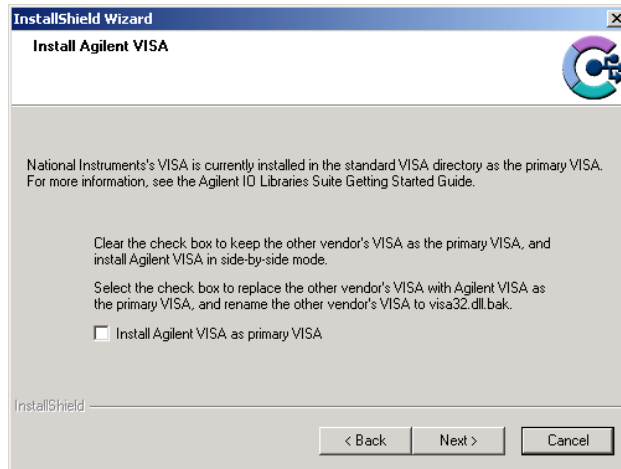 InstallShield Wizard
Install Agilent VISA
National Instruments's VISA is currently installed in the standard VISA directory as the primary VISA.
For more information, see the Agilent IO Libraries Suite Getting Started Guide.
Clear the check box to keep the other vendor's VISA as the primary VISA, and
install Agilent VISA in side-by-side mode.
Select the check box to replace the other vendor's VISA with Agilent VISA as
the primary VISA, and rename the other vendor's VISA to visa32.dll.bak.
Install Agilent VISA as primary VISA
InstallShield
< Back
Next >
Cancel